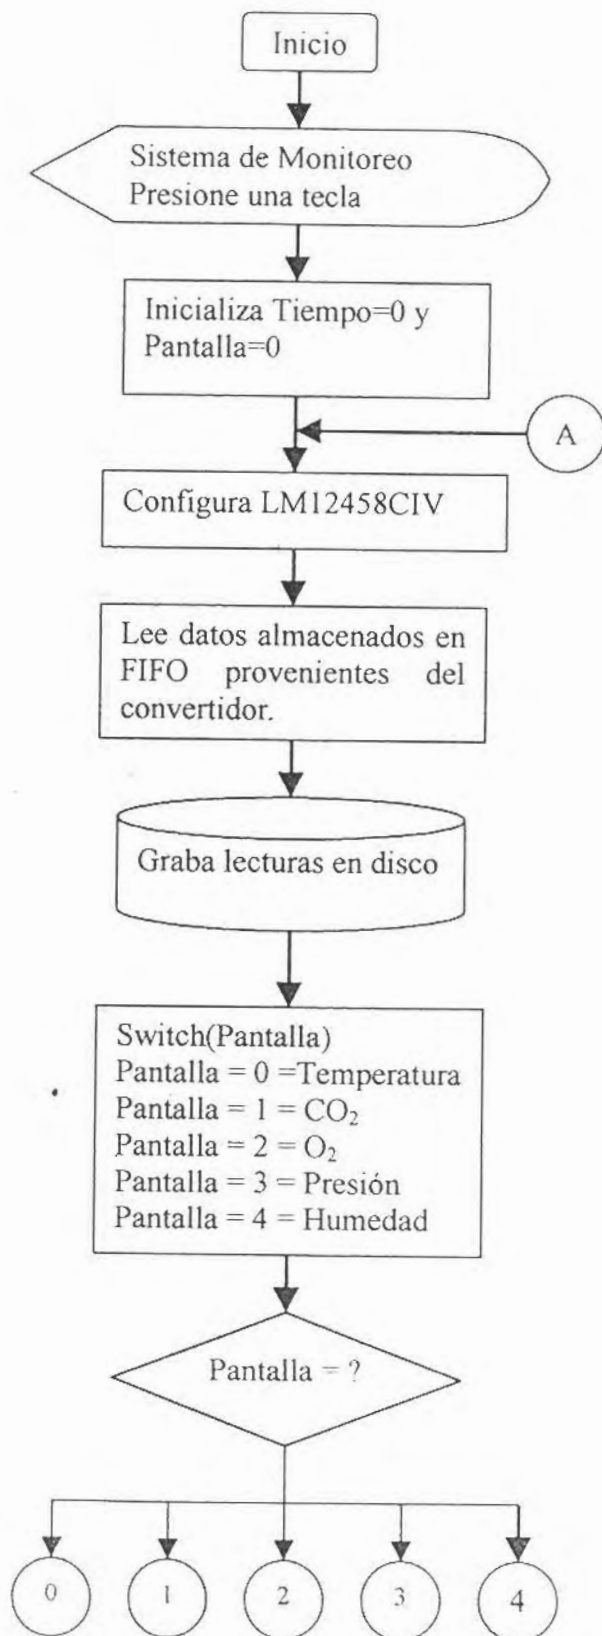 Inicio
Sistema de Monitoreo
Presione una tecla
Inicializa Tiempo=0 y
Pantalla=0
A
Configura LM12458CIV
Lee datos almacenados en
FIFO provenientes del
convertidor.
Graba lecturas en disco
Switch(Pantalla)
Pantalla = 0 =Temperatura
Pantalla = 1 = CO₂
Pantalla = 2 = O₂
Pantalla = 3 = Presión
Pantalla = 4 = Humedad
Pantalla = ?
0 1 2 3 4